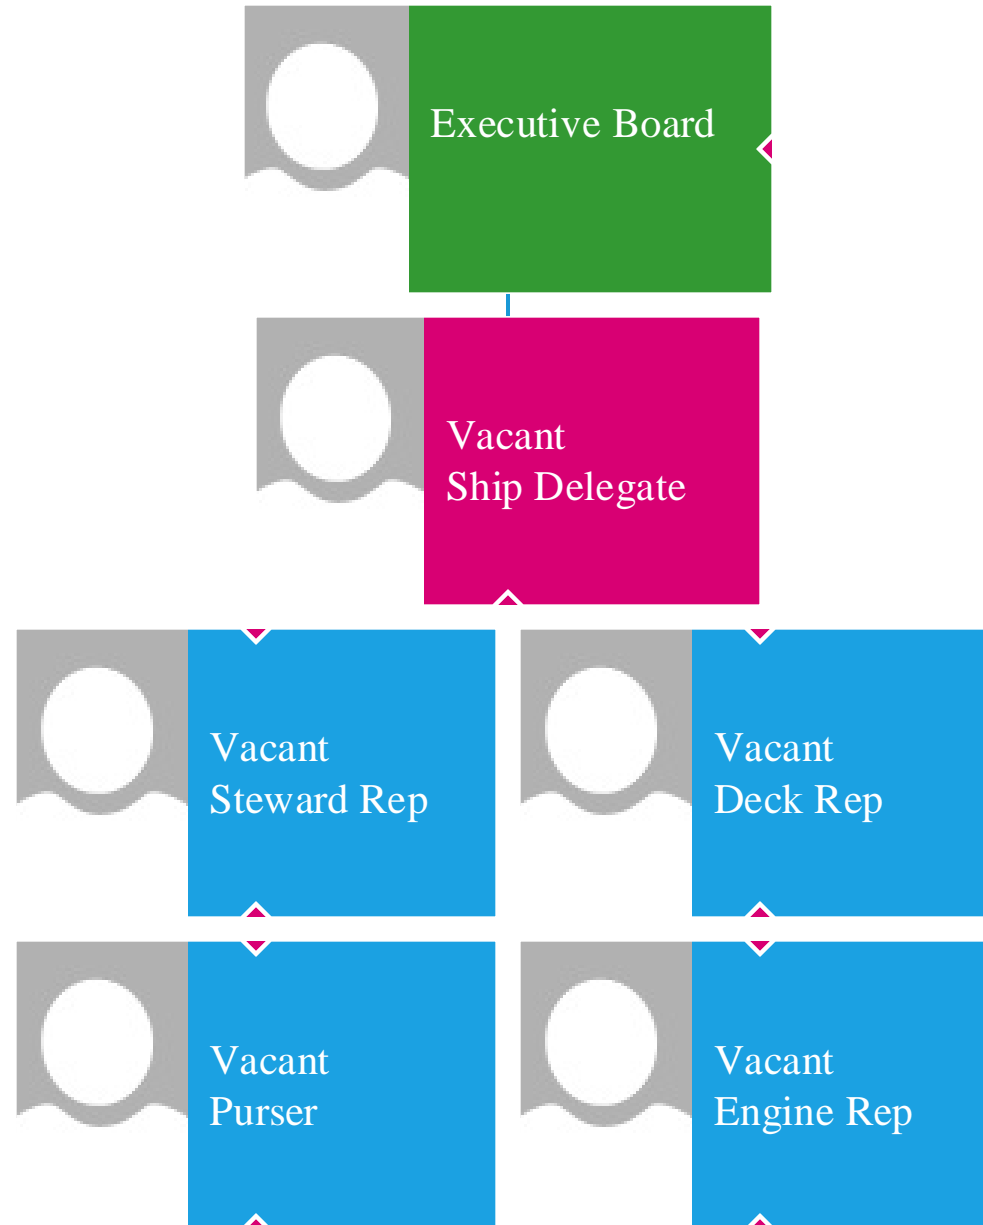 Executive Board
Vacant
Ship Delegate
Vacant
Steward Rep
Vacant
Deck Rep
Vacant
Purser
Vacant
Engine Rep